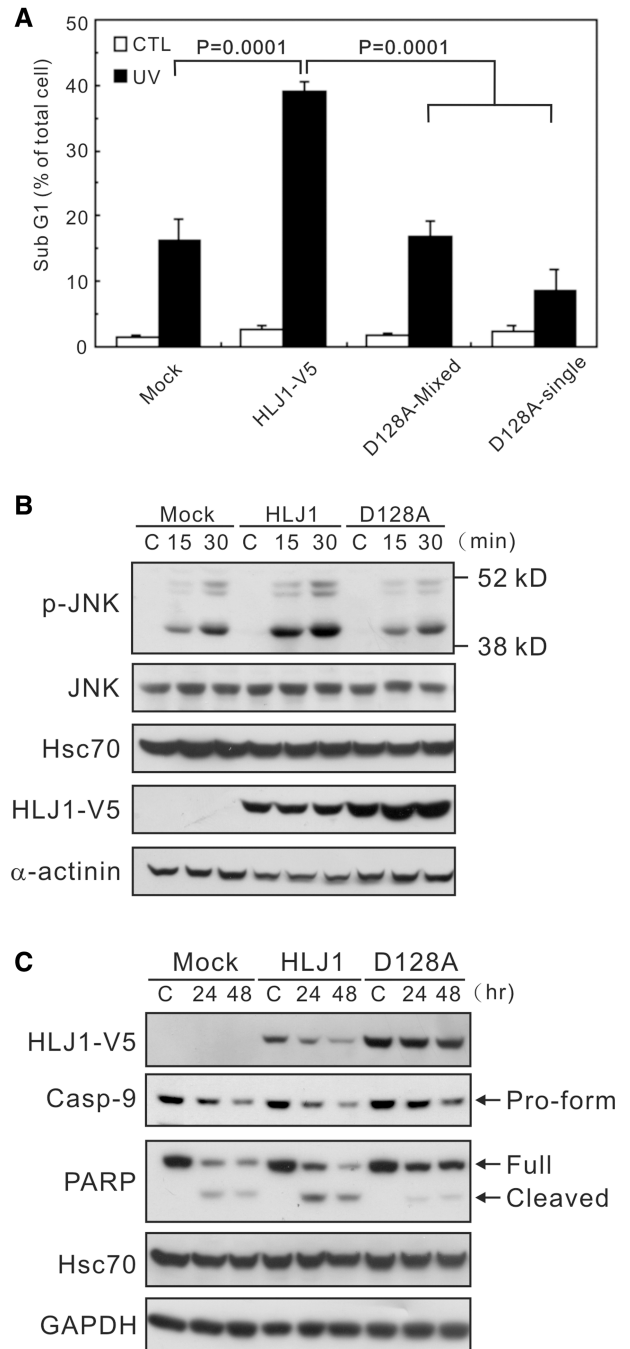 A
50
40
30
20
10
0
Sub G1 (% of total cell)
CTL
UV
P=0.0001 P=0.0001
Mock HLJ1-V5 D128A-Mixed D128A-single
B
Mock HLJ1 D128A
C 15 30 C 15 30 C 15 30 (min)
p-JNK
52 kD
38 kD
JNK
Hsc70
HLJ1-V5
α-actinin
C
Mock HLJ1 D128A
C 24 48 C 24 48 C 24 48 (hr)
HLJ1-V5
Casp-9 Pro-form
PARP
Full
Cleaved
Hsc70
GAPDH